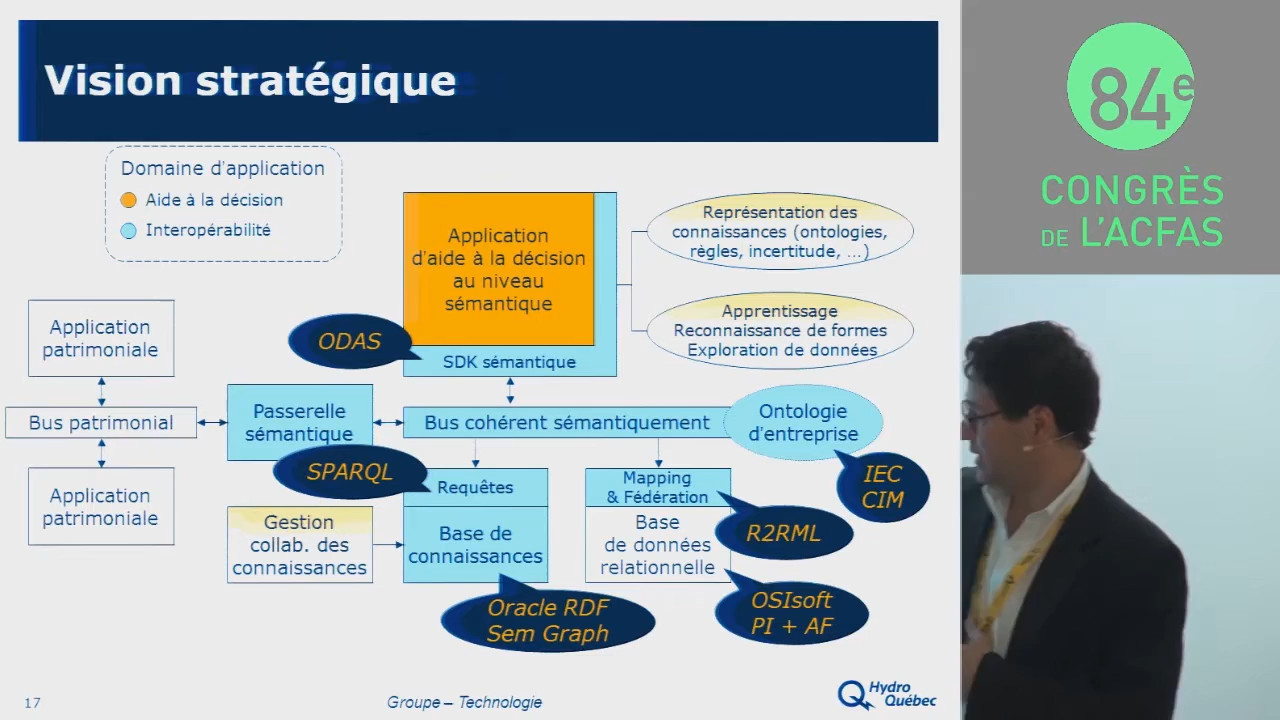 Vision stratégique
Domaine d'application
Aide à la décision
Interopérabilité
Application
d'aide à la décision
au niveau
sémantique
SDK sémantique
Représentation des
connaissances (ontologies,
règles, incertitude, ...)
Apprentissage
Reconnaissance de formes
Exploration de données
ODAS
Application
patrimoniale
Bus patrimonial
Application
patrimoniale
Passerelle
sémantique
Bus cohérent sémantiquement
Ontologie
d'entreprise
SPARQL
Requêtes
Mapping
& Fédération
IEC
CIM
Gestion
collab. des
connaissances
Base de
connaissances
Base
de données
relationnelle
R2RML
Oracle RDF
Sem Graph
OSIsoft
PI + AF
17
Groupe – Technologie
Hydro
Québec
84e
CONGRÈS
DE L'ACFAS